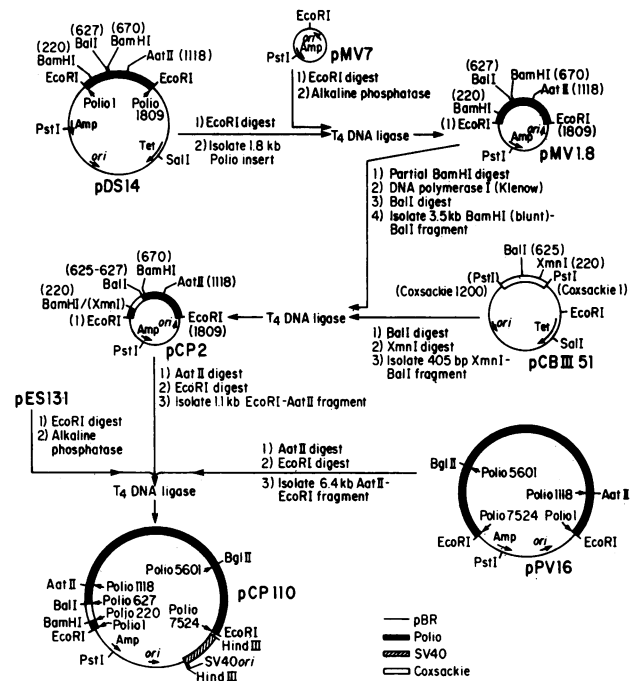 EcoRI
(627) (670)
BalI BamHI
(220)
BamHI
AatII (1118)
EcoRI
EcoRI
Polio 1
Polio 1809
PstI
Amp
ori
Tet
SalI
pDS14
ori
Amp
PstI
pMV7
1) EcoRI digest
2) Alkaline phosphatase
1) EcoRI digest
2) Isolate 1.8 kb Polio insert
T4 DNA ligase
(627)
BalI
BamHI (670)
AatII (1118)
(220)
BamHI
(1) EcoRI
EcoRI (1809)
Amp
ori
PstI
pMV1.8
1) Partial BamHI digest
2) DNA polymerase I (Klenow)
3) BalI digest
4) Isolate 3.5kb BamHI (blunt)-
BalI fragment
(670)
(625-627) BamHI
BalI
AatII (1118)
(220)
BamHI/(XmnI)
(1) EcoRI
EcoRI (1809)
Amp
ori
PstI
pCP2
T4 DNA ligase
BalI (625)
XmnI (220)
(PstI)
PstI
(Coxsackie 1200)
(Coxsackie 1)
EcoRI
ori
Tet
SalI
pCBIII 51
1) BalI digest
2) XmnI digest
3) Isolate 405 bp XmnI-
BalI fragment
1) AatII digest
2) EcoRI digest
3) Isolate 1.1 kb EcoRI-AatII fragment
pES131
1) EcoRI digest
2) Alkaline
phosphatase
T4 DNA ligase
1) AatII digest
2) EcoRI digest
3) Isolate 6.4 kb AatII-
EcoRI fragment
BglII
Polio 5601
Polio 1118
AatII
Polio 7524
Polio 1
EcoRI
EcoRI
Amp
ori
PstI
pPV16
BglII
Polio 5601
pCP110
AatII
Polio 1118
BalI
Polio 627
Polio 220
BamHI
Polio 1
EcoRI
Polio
7524
EcoRI
HindIII
Amp
PstI
ori
SV40 ori
HindIII
pBR
Polio
SV40
Coxsackie